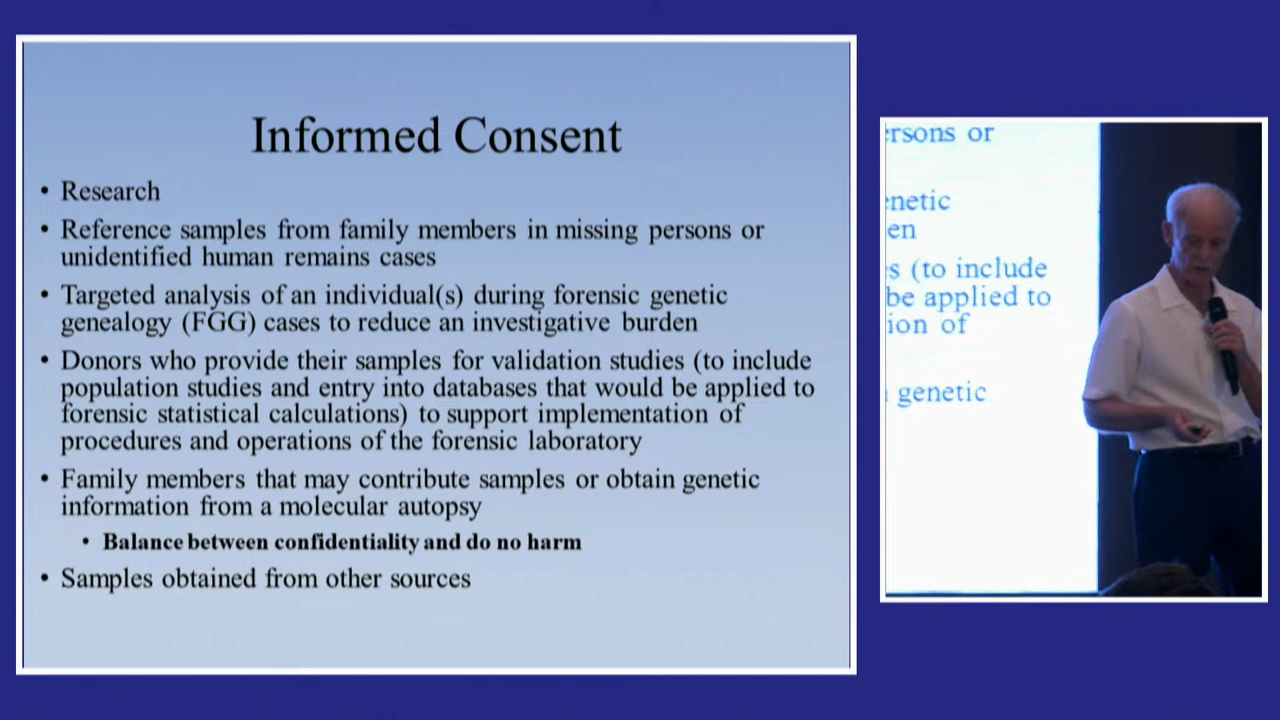 Informed Consent
• Research
• Reference samples from family members in missing persons or
unidentified human remains cases
• Targeted analysis of an individual(s) during forensic genetic
genealogy (FGG) cases to reduce an investigative burden
• Donors who provide their samples for validation studies (to include
population studies and entry into databases that would be applied to
forensic statistical calculations) to support implementation of
procedures and operations of the forensic laboratory
• Family members that may contribute samples or obtain genetic
information from a molecular autopsy
• Balance between confidentiality and do no harm
• Samples obtained from other sources
ersons or
enetic
en
s (to include
be applied to
ion of
genetic